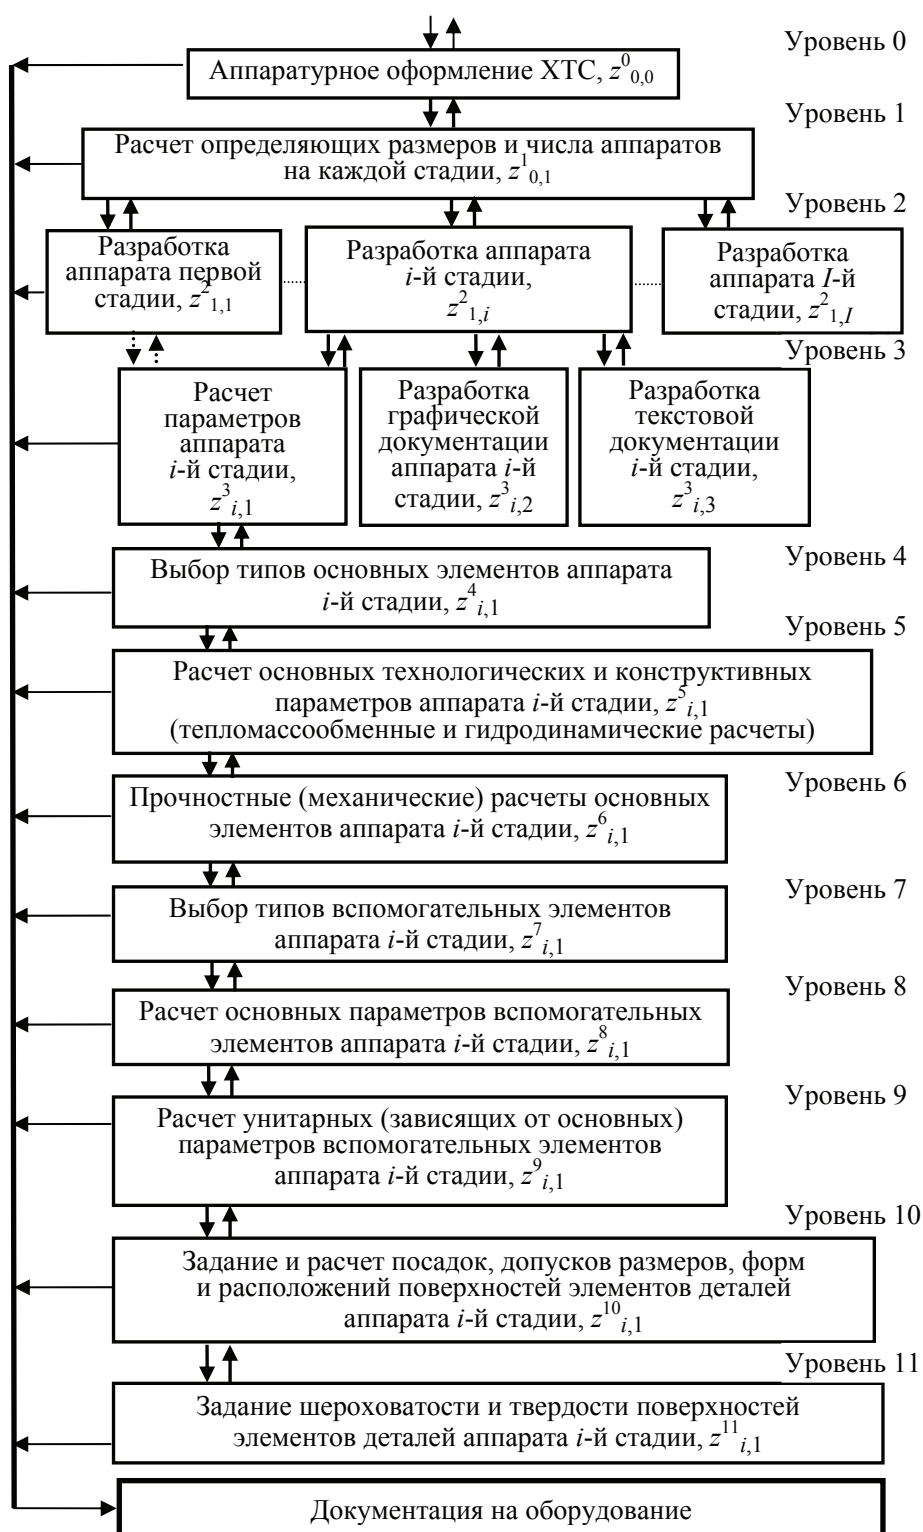 Уровень 0
Аппаратурное оформление ХТС, z⁰₀,₀
Уровень 1
Расчет определяющих размеров и числа аппаратов
на каждой стадии, z¹₀,₁
Уровень 2
Разработка
аппарата первой
стадии, z²₁,₁
Разработка аппарата
i-й стадии,
z²₁,i
Разработка
аппарата I-й
стадии, z²₁,I
Уровень 3
Расчет
параметров
аппарата
i-й стадии,
z³i,₁
Разработка
графической
документации
аппарата i-й
стадии, z³i,₂
Разработка
текстовой
документации
i-й стадии,
z³i,₃
Уровень 4
Выбор типов основных элементов аппарата
i-й стадии, z⁴i,₁
Уровень 5
Расчет основных технологических и конструктивных
параметров аппарата i-й стадии, z⁵i,₁
(тепломассообменные и гидродинамические расчеты)
Уровень 6
Прочностные (механические) расчеты основных
элементов аппарата i-й стадии, z⁶i,₁
Уровень 7
Выбор типов вспомогательных элементов
аппарата i-й стадии, z⁷i,₁
Уровень 8
Расчет основных параметров вспомогательных
элементов аппарата i-й стадии, z⁸i,₁
Уровень 9
Расчет унитарных (зависящих от основных)
параметров вспомогательных элементов
аппарата i-й стадии, z⁹i,₁
Уровень 10
Задание и расчет посадок, допусков размеров, форм
и расположений поверхностей элементов деталей
аппарата i-й стадии, z¹⁰i,₁
Уровень 11
Задание шероховатости и твердости поверхностей
элементов деталей аппарата i-й стадии, z¹¹i,₁
Документация на оборудование